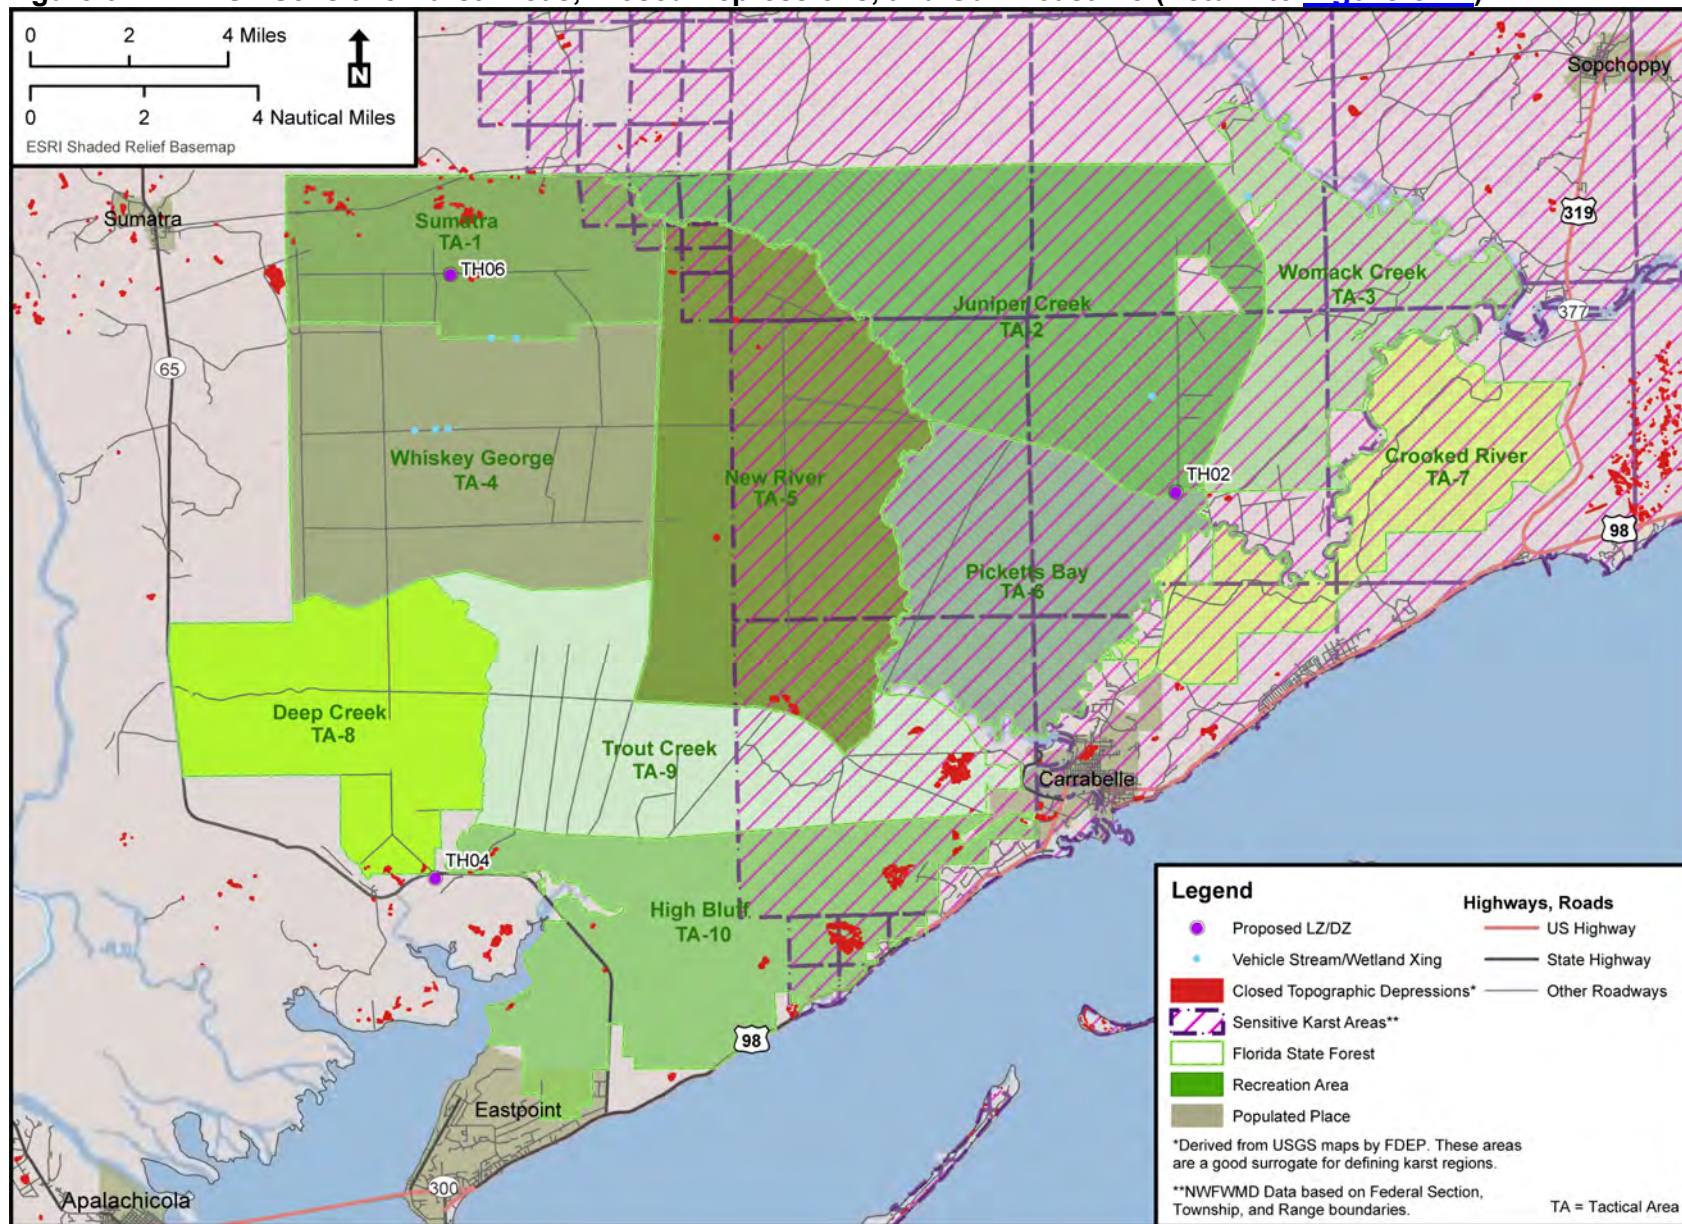 0 2 4 Miles
0 2 4 Nautical Miles
N
ESRI Shaded Relief Basemap
Sopchoppy
Sumatra
Sumatra
TA-1
TH06
319
Womack Creek
TA-3
Juniper Creek
TA-2
377
65
Whiskey George
TA-4
New River
TA-5
TH02
Crooked River
TA-7
98
Picketts Bay
TA-6
Deep Creek
TA-8
Trout Creek
TA-9
Carrabelle
TH04
High Bluff
TA-10
98
Eastpoint
300
Apalachicola
Legend
Proposed LZ/DZ
Vehicle Stream/Wetland Xing
Closed Topographic Depressions*
Sensitive Karst Areas**
Florida State Forest
Recreation Area
Populated Place
Highways, Roads
US Highway
State Highway
Other Roadways
*Derived from USGS maps by FDEP. These areas
are a good surrogate for defining karst regions.
**NWFWMD Data based on Federal Section,
Township, and Range boundaries.
TA = Tactical Area